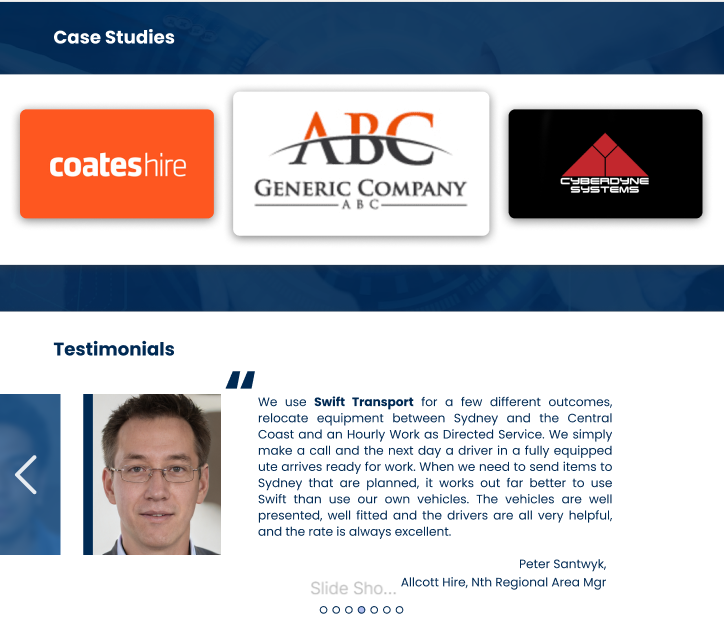 Case Studies
coateshire
ABC
GENERIC COMPANY
ABC
CYBERDYNE
SYSTEMS
Testimonials
“
We use Swift Transport for a few different outcomes,
relocate equipment between Sydney and the Central
Coast and an Hourly Work as Directed Service. We simply
make a call and the next day a driver in a fully equipped
ute arrives ready for work. When we need to send items to
Sydney that are planned, it works out far better to use
Swift than use our own vehicles. The vehicles are well
presented, well fitted and the drivers are all very helpful,
and the rate is always excellent.
Peter Santwyk,
Allcott Hire, Nth Regional Area Mgr
Slide Sho...